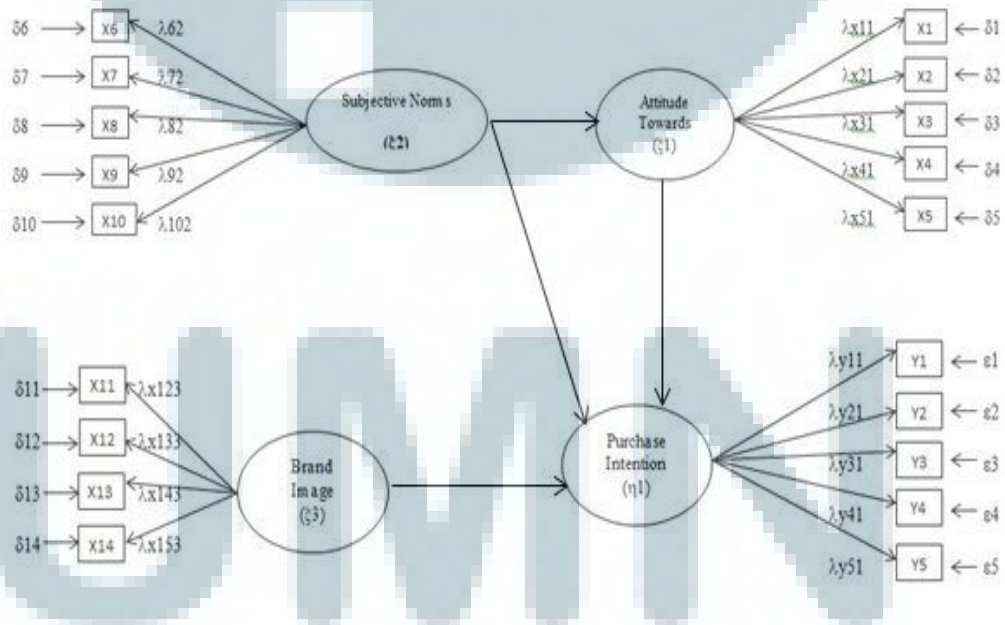 δ6 X6 λ62
δ7 X7 λ72
δ8 X8 λ82
δ9 X9 λ92
δ10 X10 λ102
Subjective Norms
(ξ2)
Attitude
Towards
(ξ1)
λx11 X1 δ1
λx21 X2 δ2
λx31 X3 δ3
λx41 X4 δ4
λx51 X5 δ5
δ11 X11 λx123
δ12 X12 λx133
δ13 X13 λx143
δ14 X14 λx153
Brand
Image
(ξ3)
Purchase
Intention
(η1)
λy11 Y1 ε1
λy21 Y2 ε2
λy31 Y3 ε3
λy41 Y4 ε4
λy51 Y5 ε5
UMN